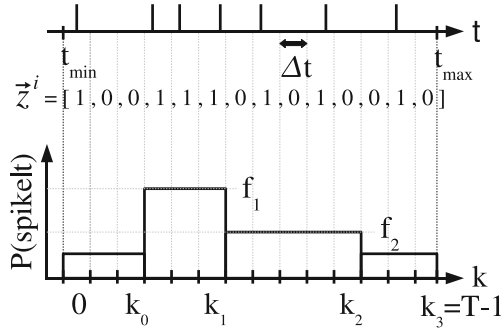 t
t_min Δt t_max
z⃗^i = [1,0,0,1,1,1,0,1,0,1,0,0,1,0]
P(spike|t)
f_1
f_2
k
0 k_0 k_1 k_2 k_3=T-1